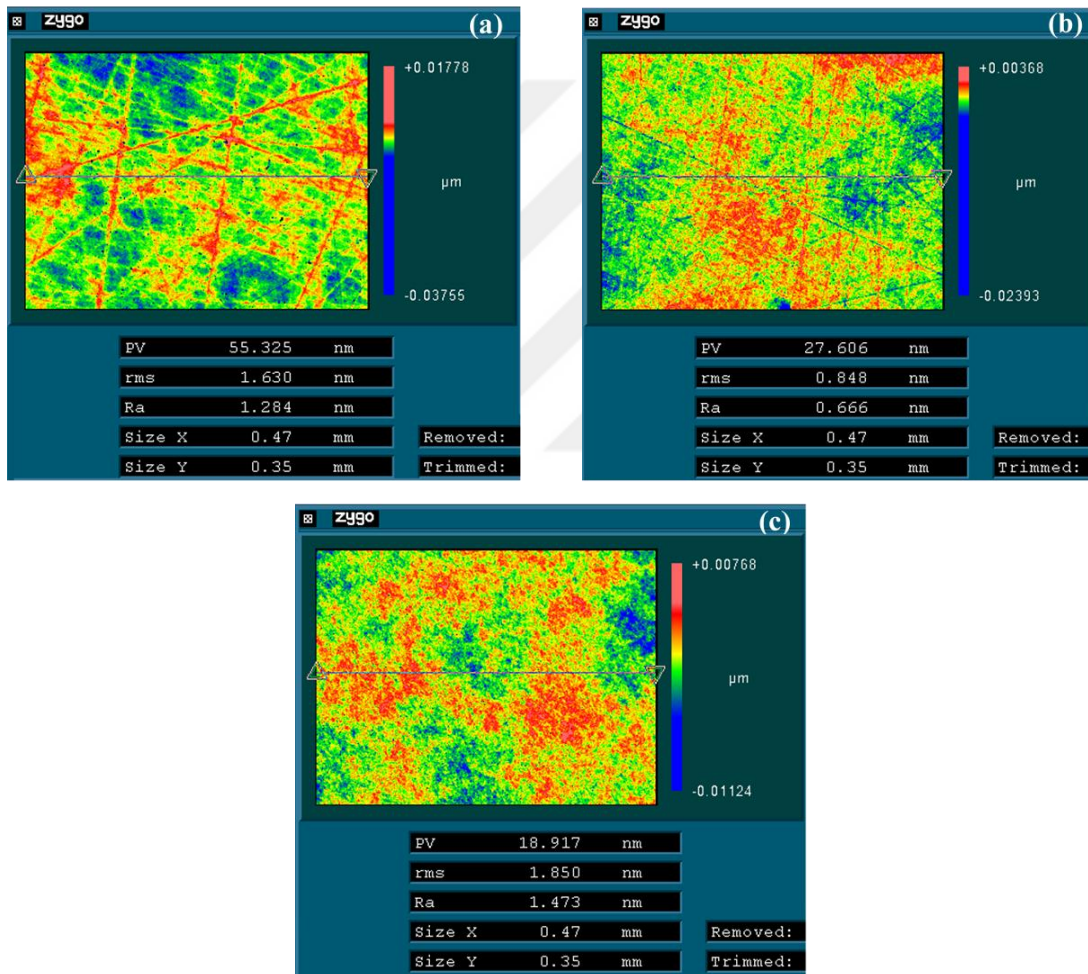 zygo (a)
+0.01778
µm
-0.03755
PV 55.325 nm
rms 1.630 nm
Ra 1.284 nm
Size X 0.47 mm Removed:
Size Y 0.35 mm Trimmed:
zygo (b)
+0.00368
µm
-0.02393
PV 27.606 nm
rms 0.848 nm
Ra 0.666 nm
Size X 0.47 mm Removed:
Size Y 0.35 mm Trimmed:
zygo (c)
+0.00768
µm
-0.01124
PV 18.917 nm
rms 1.850 nm
Ra 1.473 nm
Size X 0.47 mm Removed:
Size Y 0.35 mm Trimmed: